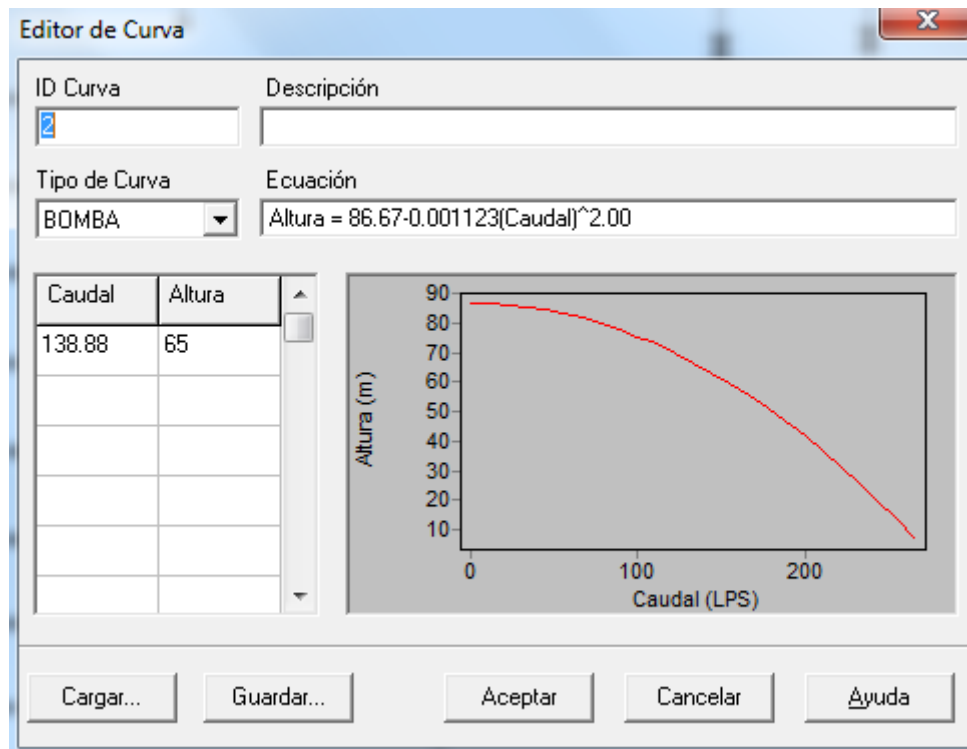 Editor de Curva
x
ID Curva
Descripción
2
Tipo de Curva
Ecuación
BOMBA
Altura = 86.67-0.001123(Caudal)^2.00
Caudal Altura
138.88 65
90
80
70
60
50
40
30
20
10
Altura (m)
0 100 200
Caudal (LPS)
Cargar... Guardar... Aceptar Cancelar Ayuda